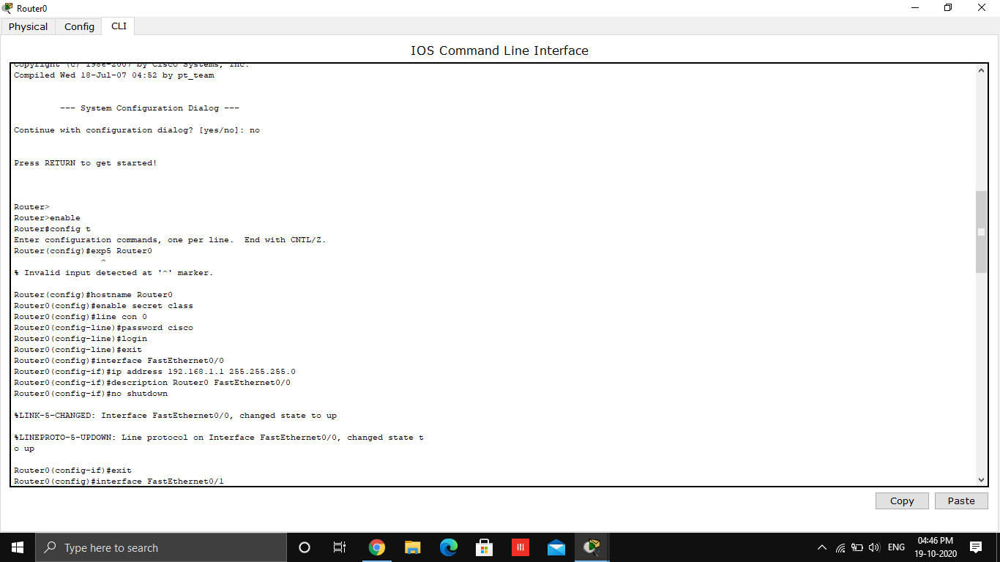 Router0
Physical
Config
CLI
IOS Command Line Interface
Copyright (c) 1986-2007 by Cisco Systems, Inc.
Compiled Wed 18-Jul-07 04:52 by pt_team
--- System Configuration Dialog ---
Continue with configuration dialog? [yes/no]: no
Press RETURN to get started!
Router>
Router>enable
Router#config t
Enter configuration commands, one per line.  End with CNTL/Z.
Router(config)#exp5 Router0
^
% Invalid input detected at '^' marker.
Router(config)#hostname Router0
Router0(config)#enable secret class
Router0(config)#line con 0
Router0(config-line)#password cisco
Router0(config-line)#login
Router0(config-line)#exit
Router0(config)#interface FastEthernet0/0
Router0(config-if)#ip address 192.168.1.1 255.255.255.0
Router0(config-if)#description Router0 FastEthernet0/0
Router0(config-if)#no shutdown
%LINK-5-CHANGED: Interface FastEthernet0/0, changed state to up
%LINEPROTO-5-UPDOWN: Line protocol on Interface FastEthernet0/0, changed state t
o up
Router0(config-if)#exit
Router0(config)#interface FastEthernet0/1
Copy
Paste
Type here to search
ENG
04:46 PM
19-10-2020